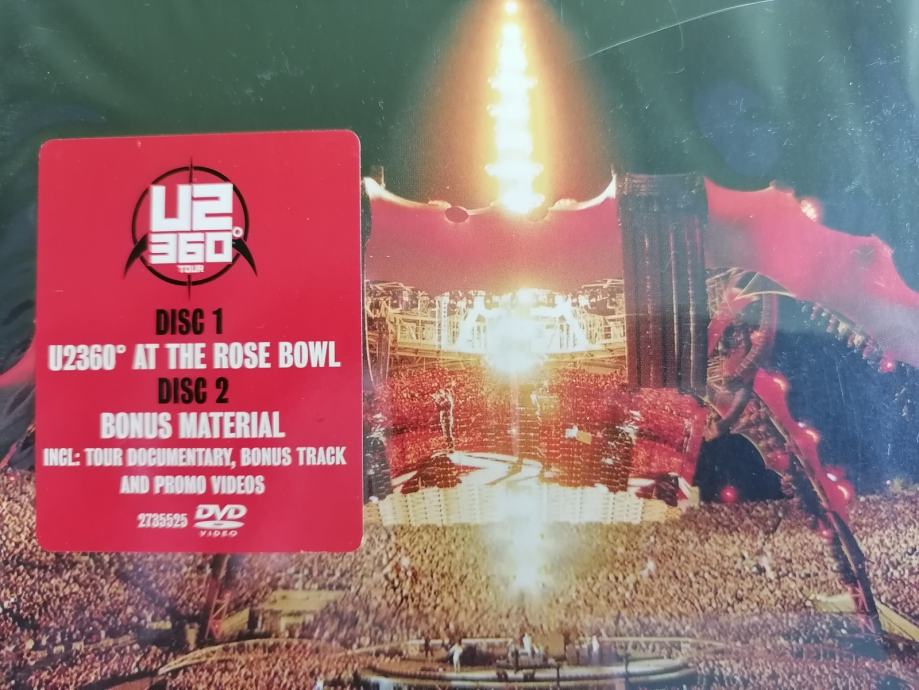 U2
360°
TOUR
DISC 1
U2360° AT THE ROSE BOWL
DISC 2
BONUS MATERIAL
INCL: TOUR DOCUMENTARY, BONUS TRACK
AND PROMO VIDEOS
2735525 DVD
VIDEO